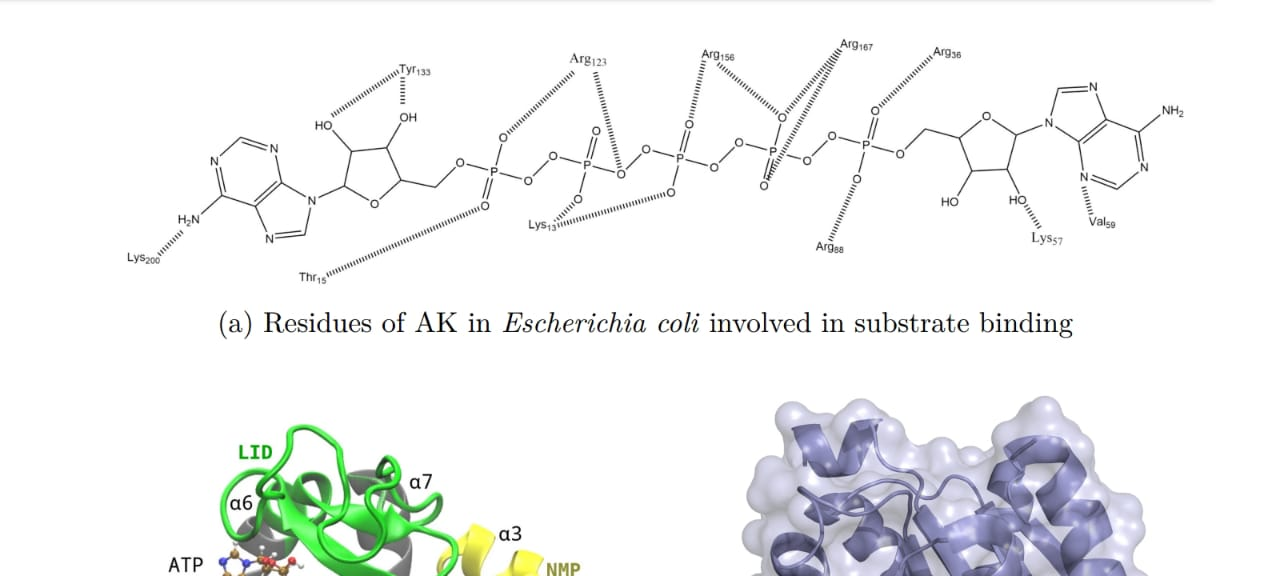 Tyr133
Arg123
Arg156
Arg167
Arg36
HO
OH
O
O
O
O
N
NH2
N
N
O
N
N
O
P
O
O
P
O
O
P
O
O
P
O
O
P
O
N
N
H2N
N
N
O
O
O
O
O
O
HO
HO
Lys13
Val59
Lys57
Lys200
Thr15
Arg88
(a) Residues of AK in Escherichia coli involved in substrate binding
LID
α6
α7
α3
ATP
NMP